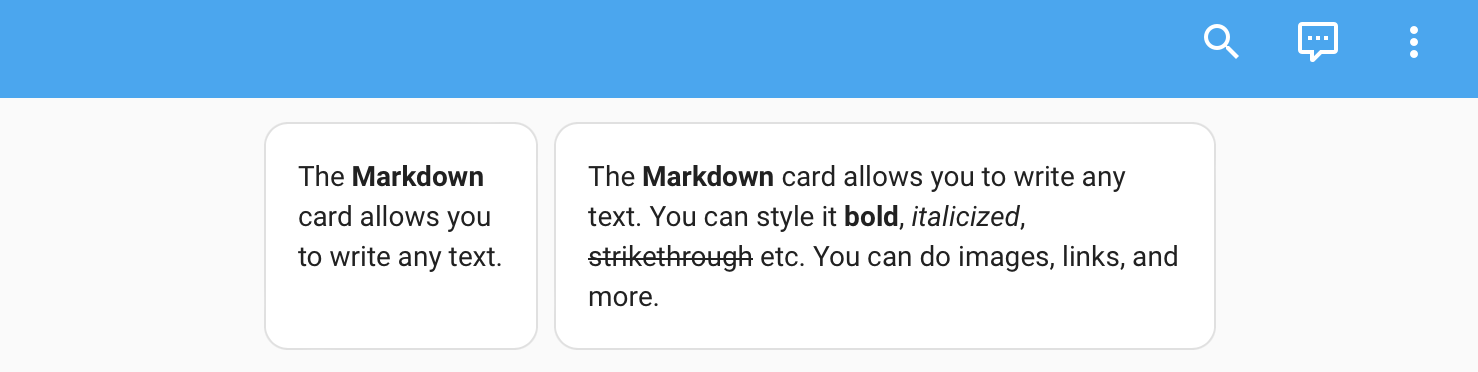 The Markdown
card allows you
to write any text.
The Markdown card allows you to write any
text. You can style it bold, italicized,
strikethrough etc. You can do images, links, and
more.